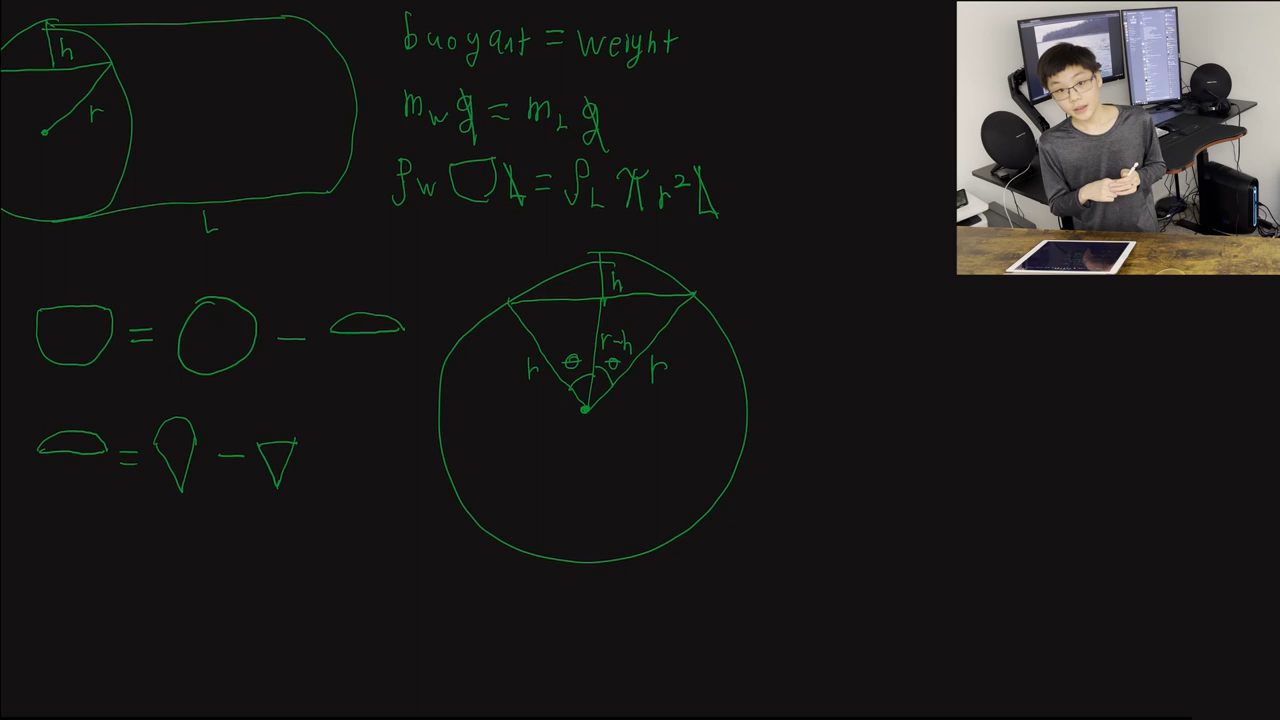 h
r
L
buoyant = weight
m_w g = m_L g
ρ_w L = ρ_L π r² L
= −
= −
h
r-h
θ θ
r r